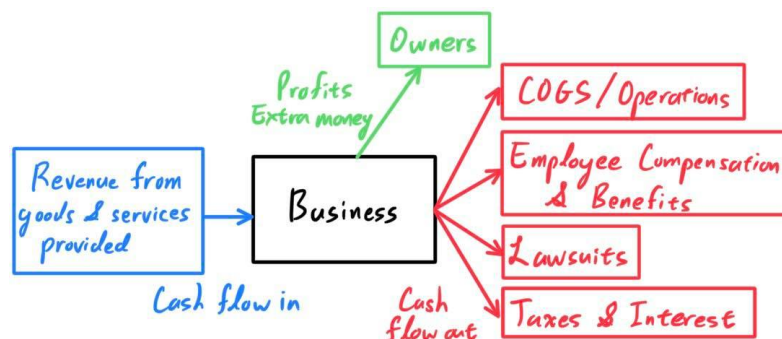 Owners
Profits
Extra money
COGS/Operations
Employee Compensation
& Benefits
Revenue from
goods & services
provided
Business
Lawsuits
Cash flow in
Cash
flow out
Taxes & Interest